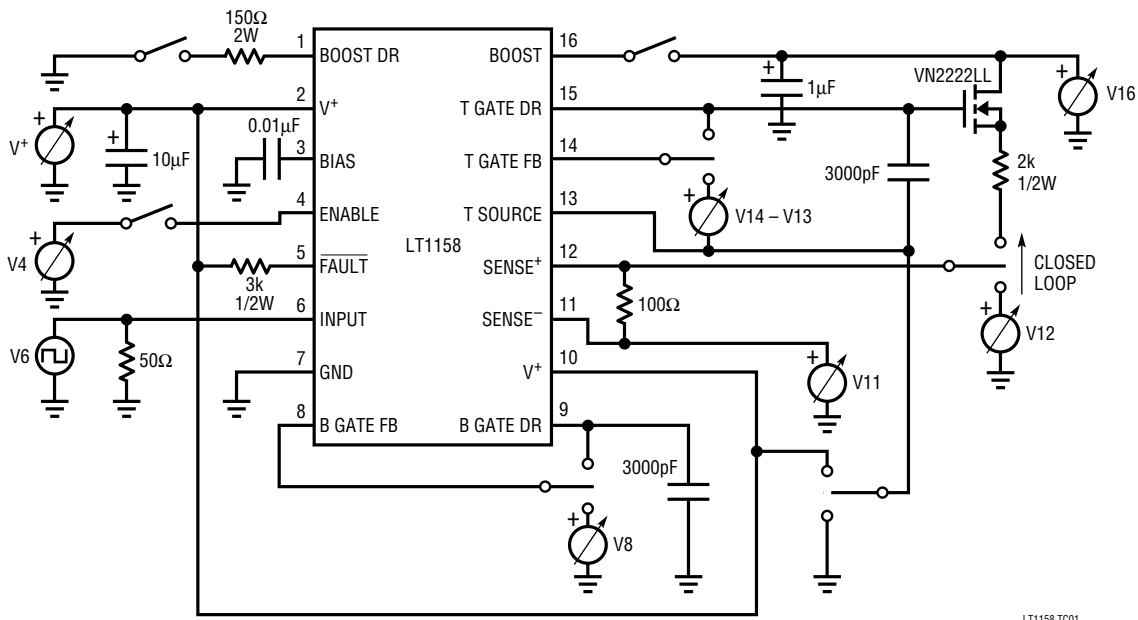 150Ω
2W
1
BOOST DR
BOOST
16
VN2222LL
+
V16
+
1µF
2
V+
T GATE DR
15
+
V+
+
10µF
0.01µF
3
BIAS
T GATE FB
14
3000pF
2k
1/2W
+
V14 – V13
4
ENABLE
T SOURCE
13
+
V4
LT1158
5
FAULT
3k
1/2W
SENSE+
12
CLOSED
LOOP
100Ω
+
V12
6
INPUT
SENSE–
11
V6
50Ω
+
V11
7
GND
V+
10
8
B GATE FB
B GATE DR
9
3000pF
+
V8
LT1158 TC01